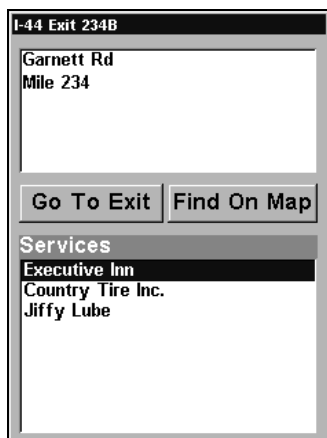 I-44 Exit 234B
Garnett Rd
Mile 234
Go To Exit Find On Map
Services
Executive Inn
Country Tire Inc.
Jiffy Lube